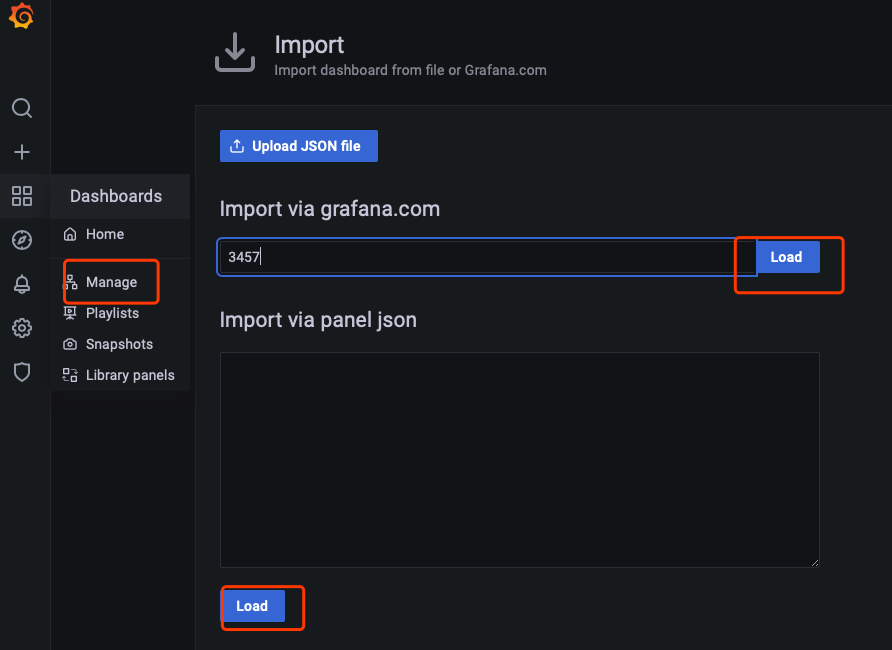 Import
Import dashboard from file or Grafana.com
Upload JSON file
Dashboards
Home
Manage
Playlists
Snapshots
Library panels
Import via grafana.com
3457
Load
Import via panel json
Load